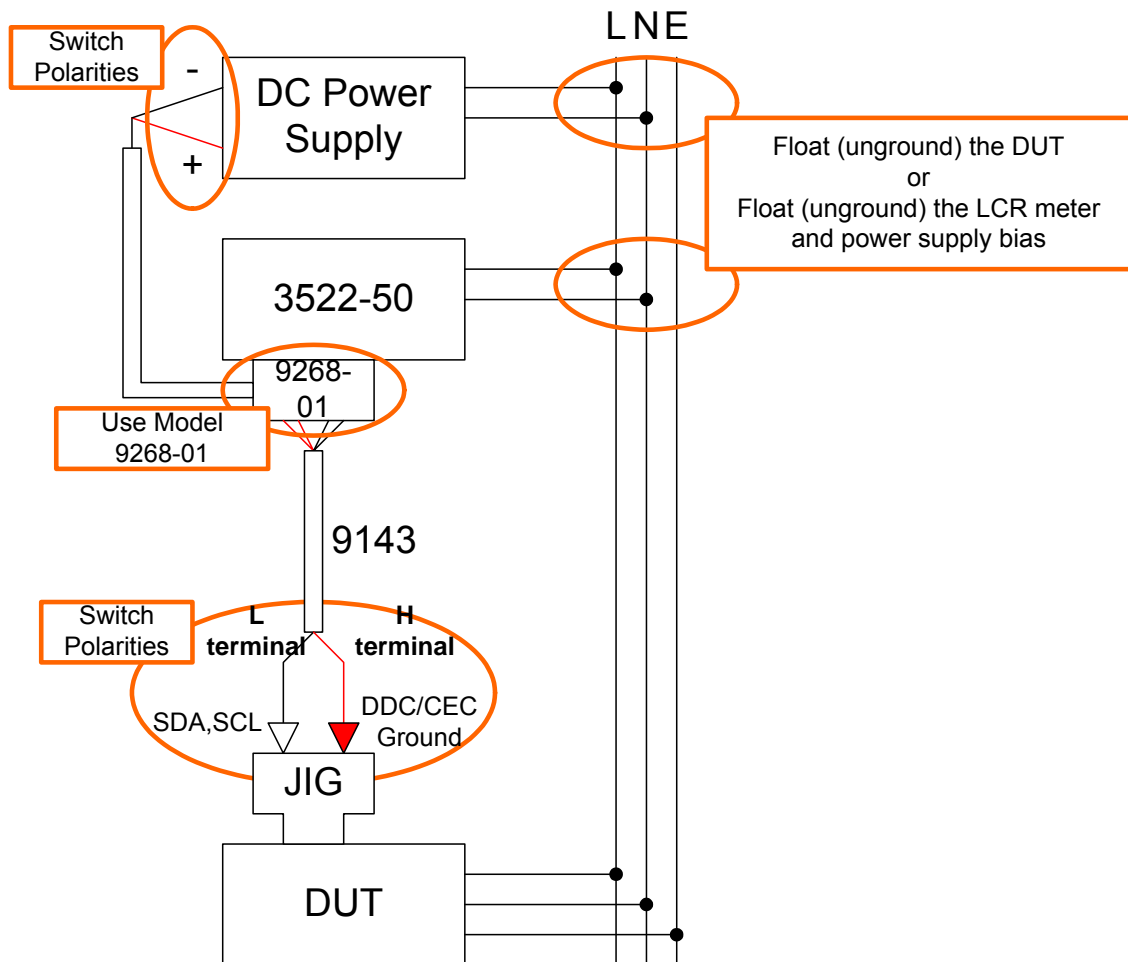 L N E
Switch
Polarities
-
+
DC Power
Supply
Float (unground) the DUT
or
Float (unground) the LCR meter
and power supply bias
3522-50
9268-
01
Use Model
9268-01
9143
Switch
Polarities
L
terminal
H
terminal
SDA,SCL
DDC/CEC
Ground
JIG
DUT